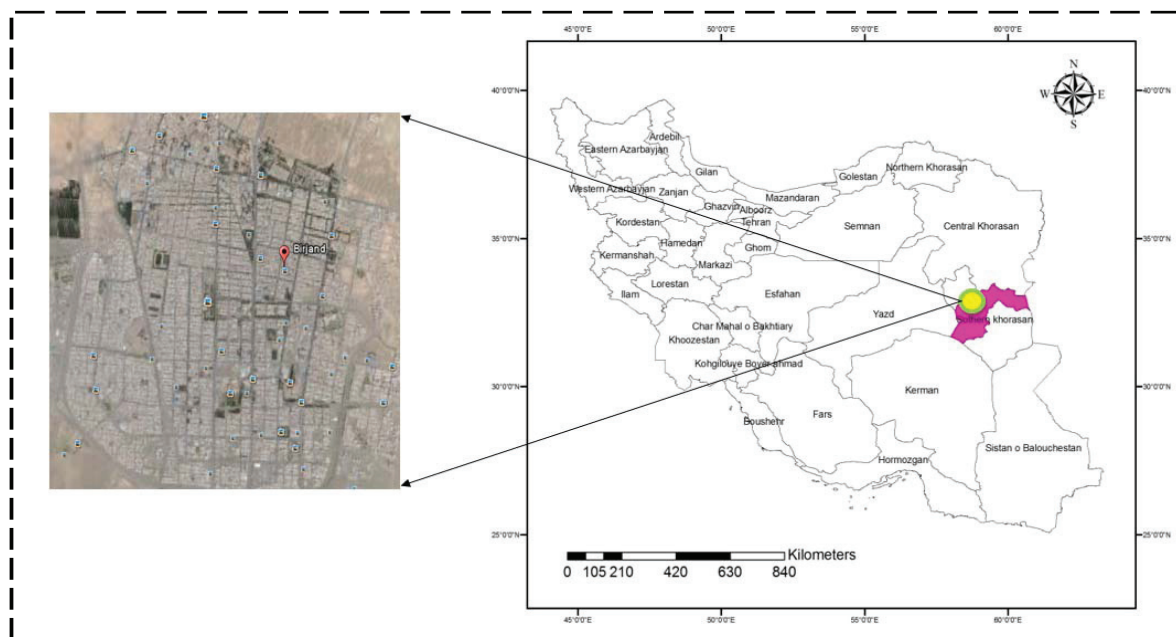 45°0'0"E
50°0'0"E
55°0'0"E
60°0'0"E
N
W E
S
40°0'0"N
40°0'0"N
Ardebil
Eastern Azarbayjan
Gilan
Northern Khorasan
Golestan
Western Azarbayjan
Zanjan
Mazandaran
Ghazvin
Alboorz
Tehran
Semnan
Central Khorasan
Kordestan
35°0'0"N
35°0'0"N
Hamedan
Ghom
Kermanshah
Markazi
Birjand
Lorestan
Ilam
Esfahan
Yazd
khorasan
Char Mahal o Bakhtiary
Khoozestan
Kohgilouye Boyer ahmad
30°0'0"N
30°0'0"N
Kerman
Boushehr
Fars
Sistan o Balouchestan
Hormozgan
25°0'0"N
25°0'0"N
Kilometers
0 105 210 420 630 840
45°0'0"E
50°0'0"E
55°0'0"E
60°0'0"E